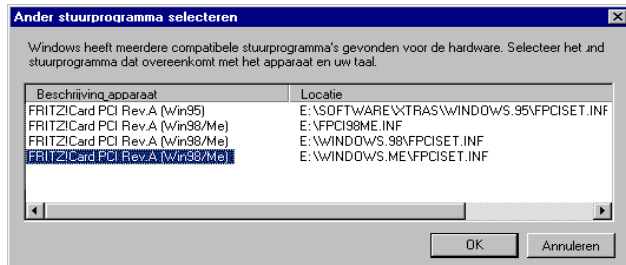 Ander stuurprogramma selecteren
Windows heeft meerdere compatibele stuurprogramma's gevonden voor de hardware. Selecteer het
stuurprogramma dat overeenkomt met het apparaat en uw taal.
Beschrijving apparaat Locatie
FRITZ!Card PCI Rev.A (Win95) E:\SOFTWARE\XTRAS\WINDOWS.95\FPCISET.INF
FRITZ!Card PCI Rev.A (Win98/Me) E:\FPCI98ME.INF
FRITZ!Card PCI Rev.A (Win98/Me) E:\WINDOWS.98\FPCISET.INF
FRITZ!Card PCI Rev.A (Win98/Me) E:\WINDOWS.ME\FPCISET.INF
OK Annuleren